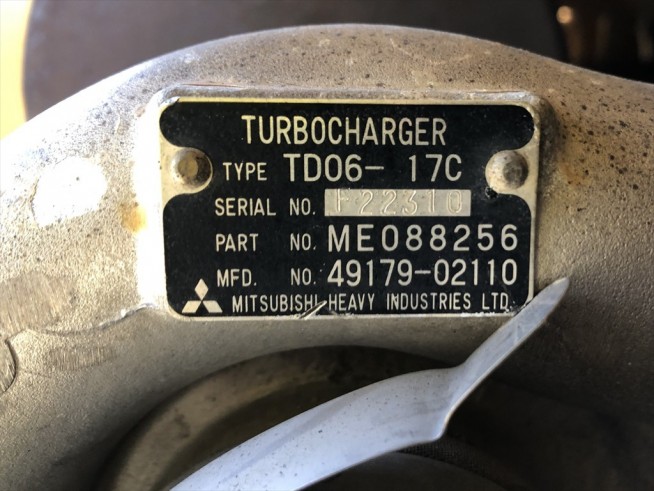 TURBOCHARGER
TYPE TD06- 17C
SERIAL NO. F22310
PART NO. ME088256
MFD. NO. 49179-02110
MITSUBISHI HEAVY INDUSTRIES LTD.